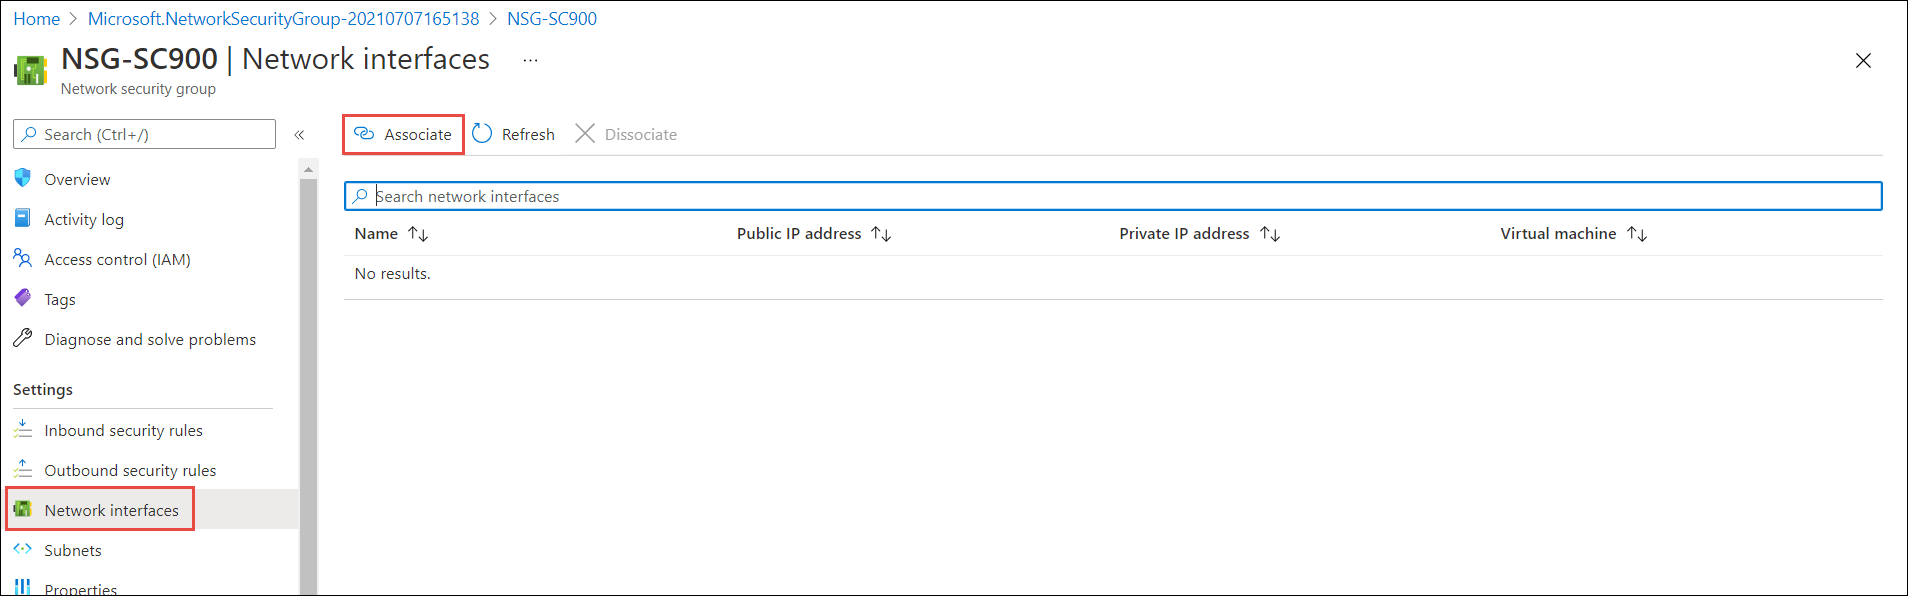 Home > Microsoft.NetworkSecurityGroup-20210707165138 > NSG-SC900
NSG-SC900 | Network interfaces ...
Network security group
Search (Ctrl+/) «
Overview
Activity log
Access control (IAM)
Tags
Diagnose and solve problems
Settings
Inbound security rules
Outbound security rules
Network interfaces
Subnets
Properties
Associate Refresh Dissociate
Search network interfaces
Name ↑↓ Public IP address ↑↓ Private IP address ↑↓ Virtual machine ↑↓
No results.